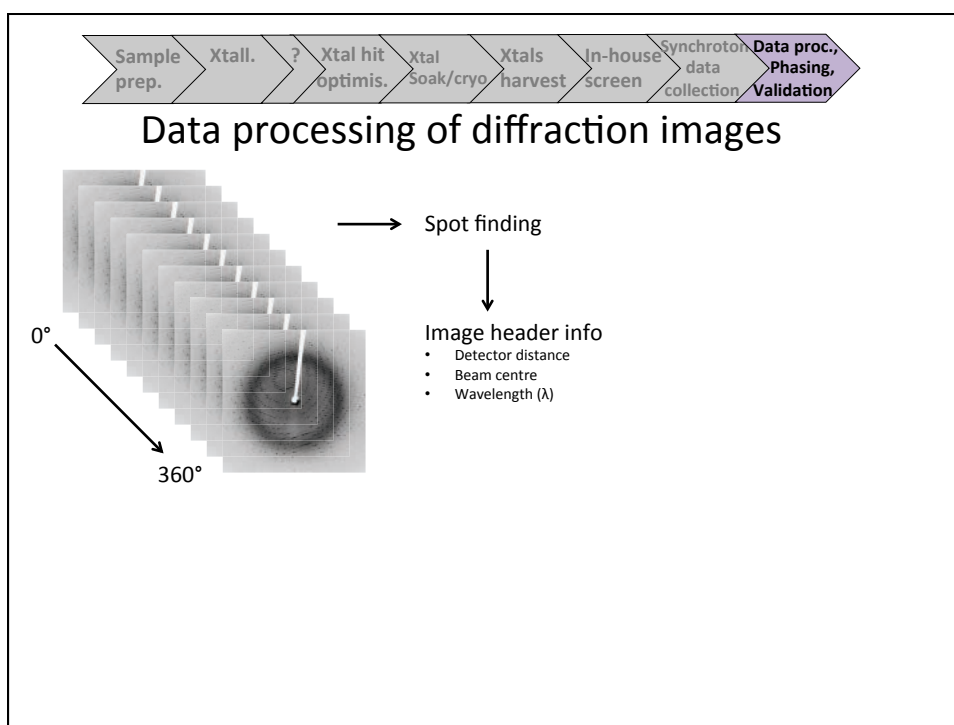 Sample
prep.
Xtall.
?
Xtal hit
optimis.
Xtal
Soak/cryo
Xtals
harvest
In-house
screen
Synchroton
data
collection
Data proc.,
Phasing,
Validation
Data processing of diffraction images
Spot finding
Image header info
• Detector distance
• Beam centre
• Wavelength (λ)
0°
360°